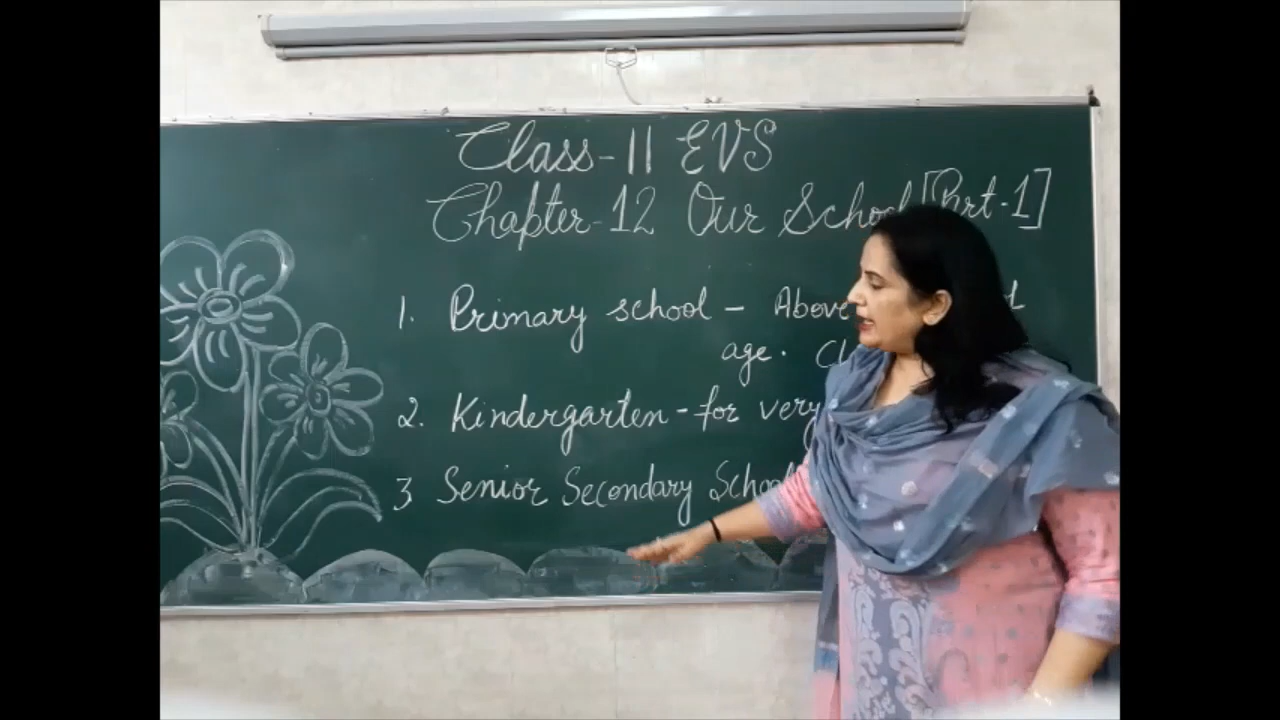 Class-II EVS
Chapter-12 Our School [Part-1]
1. Primary school - Above
age.
2. Kindergarten - for very
3 Senior Secondary School